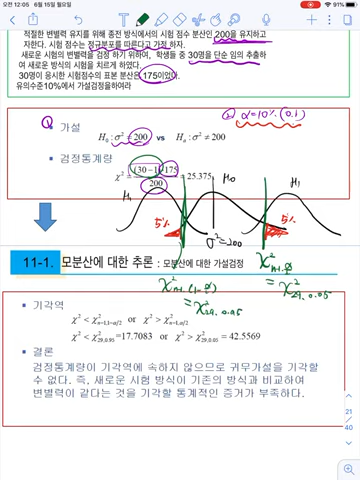 오전 12:05 6월 15일 월요일
59%
적절한 변별력 유지를 위해 종전 방식에서의 시험 점수 분산인 200을 유지하고
자한다. 시험 점수는 정규분포를 따른다고 가정 하자.
새로운 시험의 변별력을 검정 하기 위하여, 학생들 중 30명을 단순 임의 추출하
여 새로운 방식의 시험을 치르게 하였다.
30명이 응시한 시험점수의 표본 분산은 175이었다.
유의수준10%에서 가설검정을하여라
α=10% (0.1)
가설
H₀ : σ² = 200 vs Hₐ : σ² ≠ 200
검정통계량
χ² = (30−1)175 / 200 = 25.375,
H₁ H₀ H₁
5% 5%
σ²=200
11-1. 모분산에 대한 추론 : 모분산에 대한 가설검정
= χ²₂₉,₀.₀₅
= χ²₂₉,₀.₉₅
기각역
χ² < χ²ₙ₋₁,₁₋α/₂ or χ² > χ²ₙ₋₁,α/₂
χ² < χ²₂₉,₀.₉₅ = 17.7083 or χ² > χ²₂₉,₀.₀₅ = 42.5569
결론
검정통계량이 기각역에 속하지 않으므로 귀무가설을 기각할
수 없다. 즉, 새로운 시험 방식이 기존의 방식과 비교하여
변별력이 같다는 것을 기각할 통계적인 증거가 부족하다.
21
40